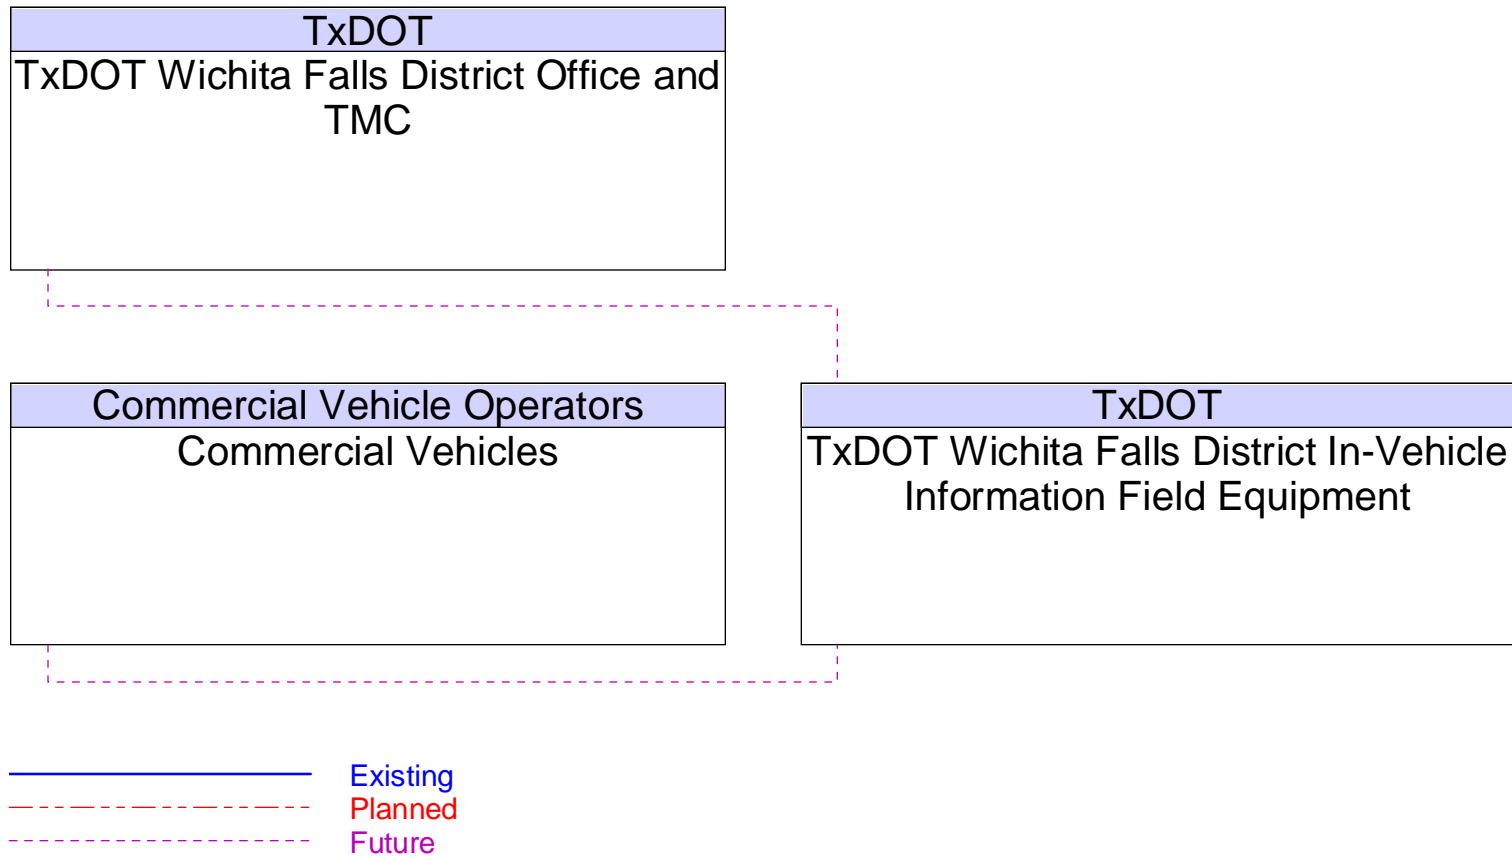 TxDOT
TxDOT Wichita Falls District Office and
TMC
Commercial Vehicle Operators
Commercial Vehicles
TxDOT
TxDOT Wichita Falls District In-Vehicle
Information Field Equipment
Existing
Planned
Future